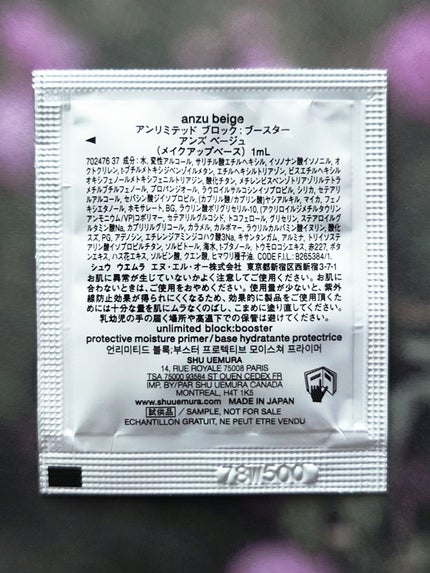 anzu beige
アンリミテッド ブロック:ブースター
アンズ ベージュ
(メイクアップベース) 1mL
702476 37 成分:水、変性アルコール、サリチル酸エチルヘキシル、イソノナン酸イソノニル、オ
クトクリレン、t-ブチルメトキシジベンゾイルメタン、エチルヘキシルトリアゾン、ビスエチルヘキシル
オキシフェノールメトキシフェニルトリアジン、酸化チタン、メチレンビスベンゾトリアゾリルテトラ
メチルブチルフェノール、プロパンジオール、ラウロイルサルコシンイソプロピル、シリカ、セテアリ
ルアルコール、セバシン酸ジイソプロピル、(カプリル酸/カプリン酸)ヤシアルキル、マイカ、フェノ
キシエタノール、ホモサレート、BG、ラウリン酸ポリグリセリル-10、(アクリロイルジメチルタウリン
アンモニウム/VP)コポリマー、セテアリルグルコシド、トコフェロール、グリセリン、ステアロイルグル
タミン酸Na、カプリリルグリコール、カラメル、カルボマー、ラウリルカルバミン酸イヌリン、酸化
スズ、PG、アデノシン、エチレンジアミンジコハク酸3Na、キサンタンガム、アルミナ、トリイソステ
アリン酸イソプロピルチタン、ソルビトール、海水、t-ブタノール、トウモロコシエキス、赤227、ボタ
ンエキス、ハス花エキス、ソルビン酸、クエン酸、ヒマワリ種子油、CODE F.I.L.: B265384/1.
シュウ ウエムラ エヌ・エル・オー株式会社 東京都新宿区西新宿3-7-1
お肌に異常が生じていないかよく注意してご使用ください。お肌に
合わないときは、ご使用をおやめください。使用量が少ないと、紫外
線防止効果が得られにくくなるため、効果的に製品をご使用頂くた
めには十分な量を肌にムラなくのばし、こまめに塗り直してください。
乳幼児の手の届く場所や高温下での保管は避けてください。
unlimited block:booster
protective moisture primer/base hydratante protectrice
언리미티드 블록:부스터 프로텍티브 모이스쳐 프라이머
SHU UEMURA
14, RUE ROYALE 75008 PARIS
TSA 75000 93584 ST OUEN CEDEX FR
IMP. BY/PAR SHU UEMURA CANADA
MONTREAL, H4T 1K5
www.shuuemura.com MADE IN JAPAN
試供品 / SAMPLE, NOT FOR SALE
ECHANTILLON GRATUIT, NE PEUT ETRE VENDU